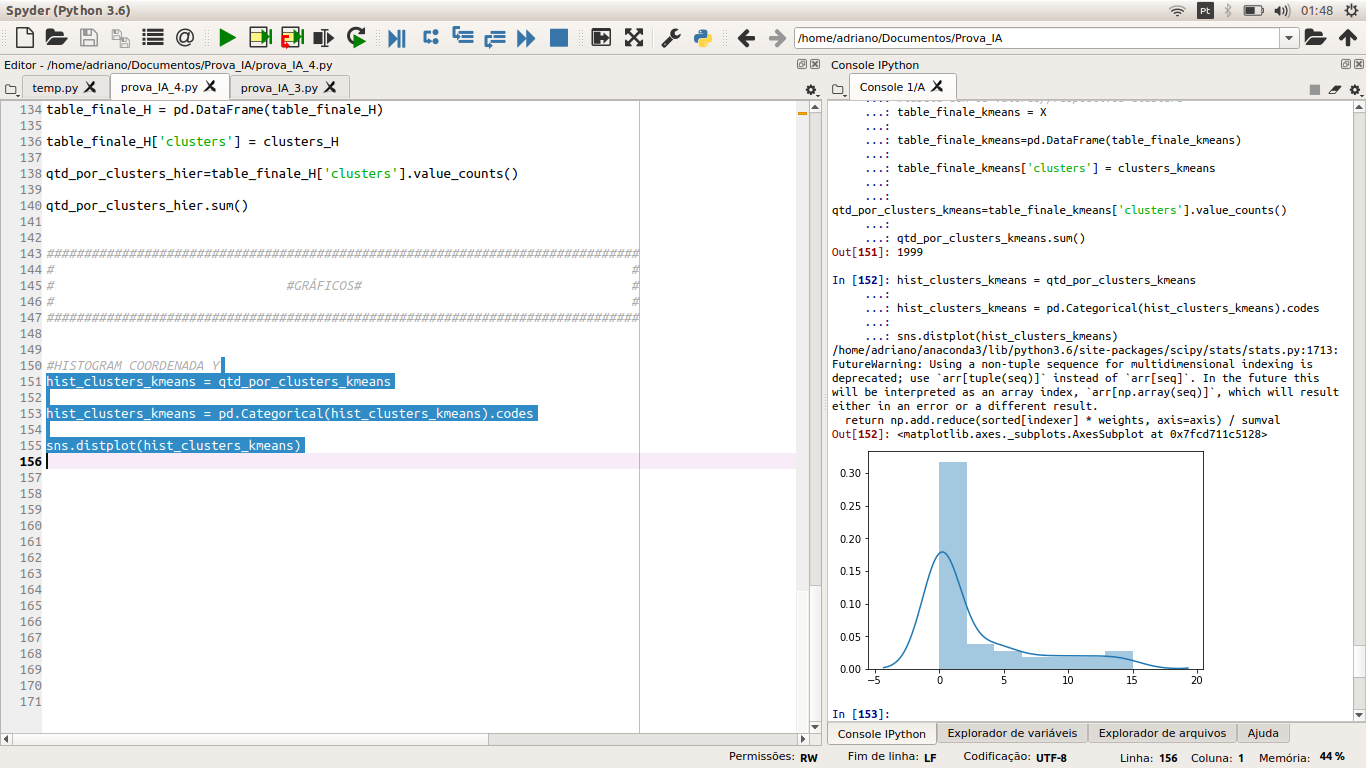 Spyder (Python 3.6)
Pt
01:48
/home/adriano/Documentos/Prova_IA
Editor - /home/adriano/Documentos/Prova_IA/prova_IA_4.py
temp.py
prova_IA_4.py
prova_IA_3.py
134 table_finale_H = pd.DataFrame(table_finale_H)
135
136 table_finale_H['clusters'] = clusters_H
137
138 qtd_por_clusters_hier=table_finale_H['clusters'].value_counts()
139
140 qtd_por_clusters_hier.sum()
141
142
143 ###############################################################################
144 # #
145 # #GRÁFICOS# #
146 # #
147 ###############################################################################
148
149
150 #HISTOGRAM COORDENADA Y
151 hist_clusters_kmeans = qtd_por_clusters_kmeans
152
153 hist_clusters_kmeans = pd.Categorical(hist_clusters_kmeans).codes
154
155 sns.distplot(hist_clusters_kmeans)
156
157
158
159
160
161
162
163
164
165
166
167
168
169
170
171
Console IPython
Console 1/A
...: table_finale_kmeans = X
...:
...: table_finale_kmeans=pd.DataFrame(table_finale_kmeans)
...:
...: table_finale_kmeans['clusters'] = clusters_kmeans
...:
...:
qtd_por_clusters_kmeans=table_finale_kmeans['clusters'].value_counts()
...:
...: qtd_por_clusters_kmeans.sum()
Out[151]: 1999
In [152]: hist_clusters_kmeans = qtd_por_clusters_kmeans
...:
...: hist_clusters_kmeans = pd.Categorical(hist_clusters_kmeans).codes
...:
...: sns.distplot(hist_clusters_kmeans)
/home/adriano/anaconda3/lib/python3.6/site-packages/scipy/stats/stats.py:1713:
FutureWarning: Using a non-tuple sequence for multidimensional indexing is
deprecated; use `arr[tuple(seq)]` instead of `arr[seq]`. In the future this
will be interpreted as an array index, `arr[np.array(seq)]`, which will result
either in an error or a different result.
return np.add.reduce(sorted[indexer] * weights, axis=axis) / sumval
Out[152]: <matplotlib.axes._subplots.AxesSubplot at 0x7fcd711c5128>
0.30
0.25
0.20
0.15
0.10
0.05
0.00
−5 0 5 10 15 20
In [153]:
Console IPython
Explorador de variáveis
Explorador de arquivos
Ajuda
Permissões: RW Fim de linha: LF Codificação: UTF-8 Linha: 156 Coluna: 1 Memória: 44 %